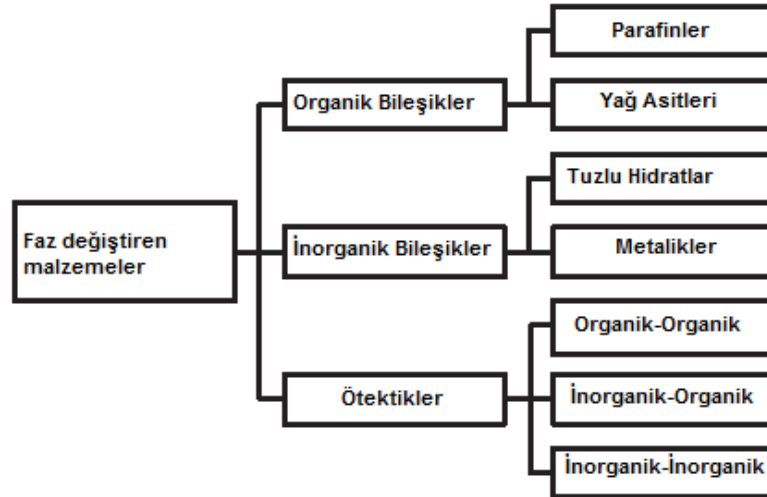 Faz değiştiren
malzemeler
Organik Bileşikler
Parafinler
Yağ Asitleri
İnorganik Bileşikler
Tuzlu Hidratlar
Metalikler
Ötektikler
Organik-Organik
İnorganik-Organik
İnorganik-İnorganik